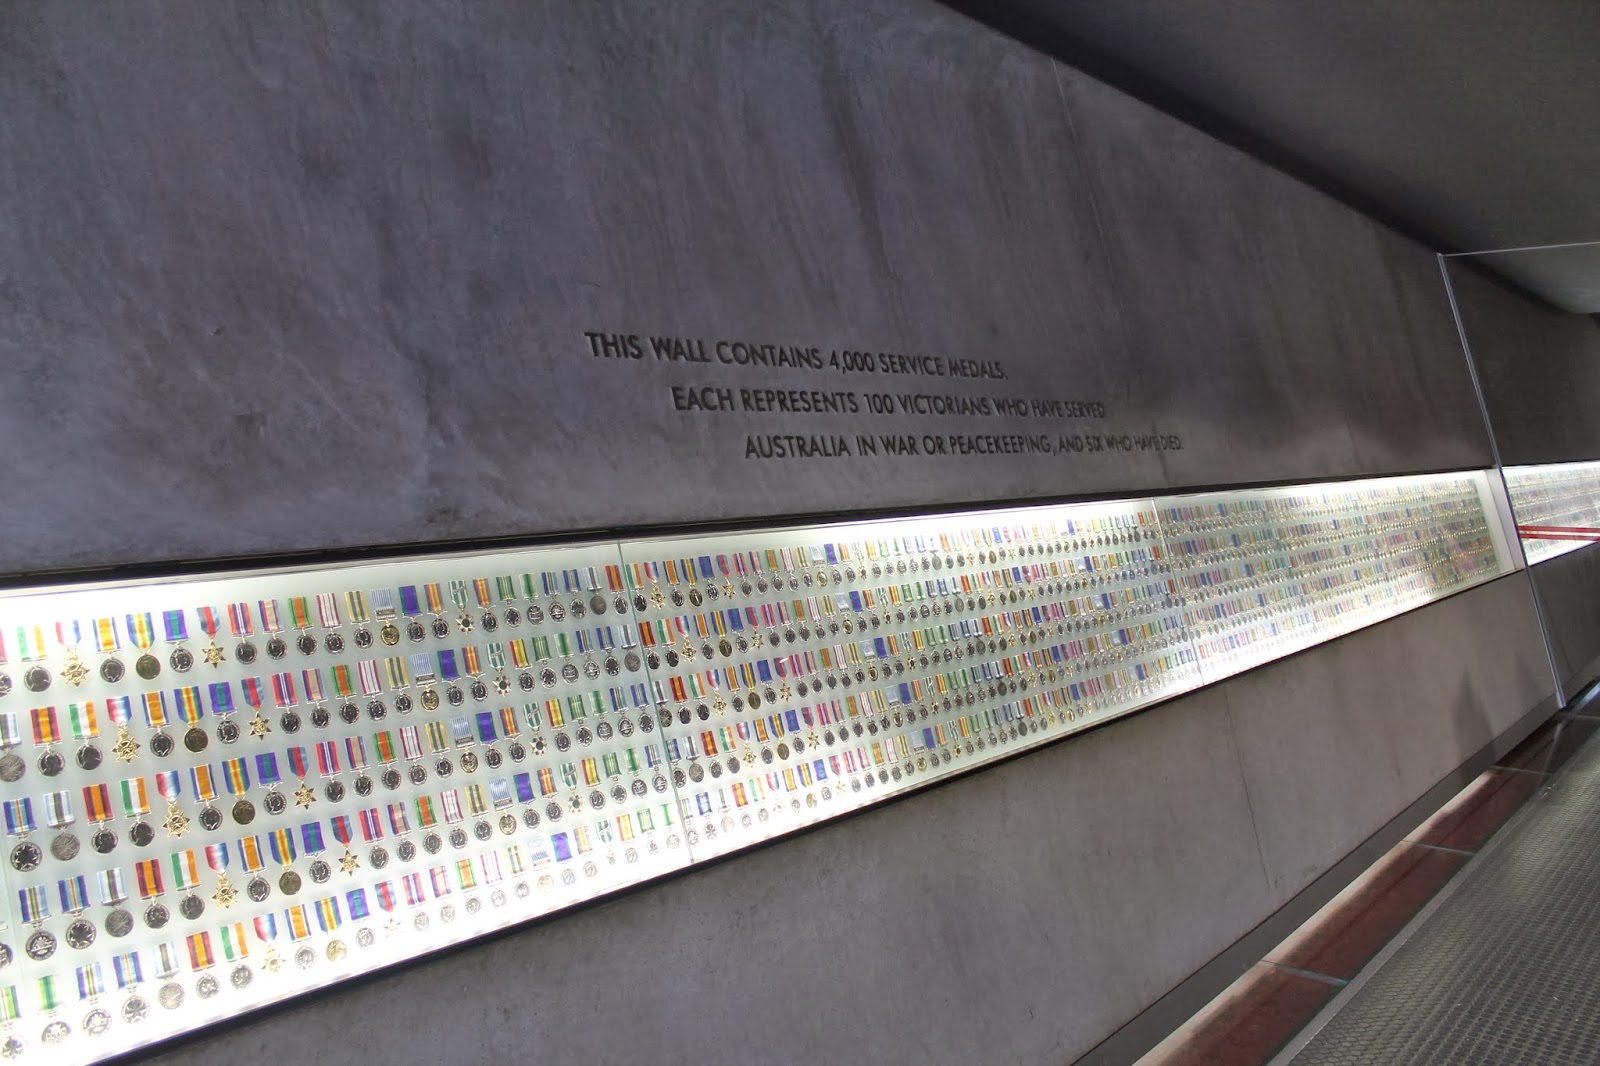 THIS WALL CONTAINS 4,000 SERVICE MEDALS.
EACH REPRESENTS 100 VICTORIANS WHO HAVE SERVED
AUSTRALIA IN WAR OR PEACEKEEPING, AND SIX WHO HAVE DIED.